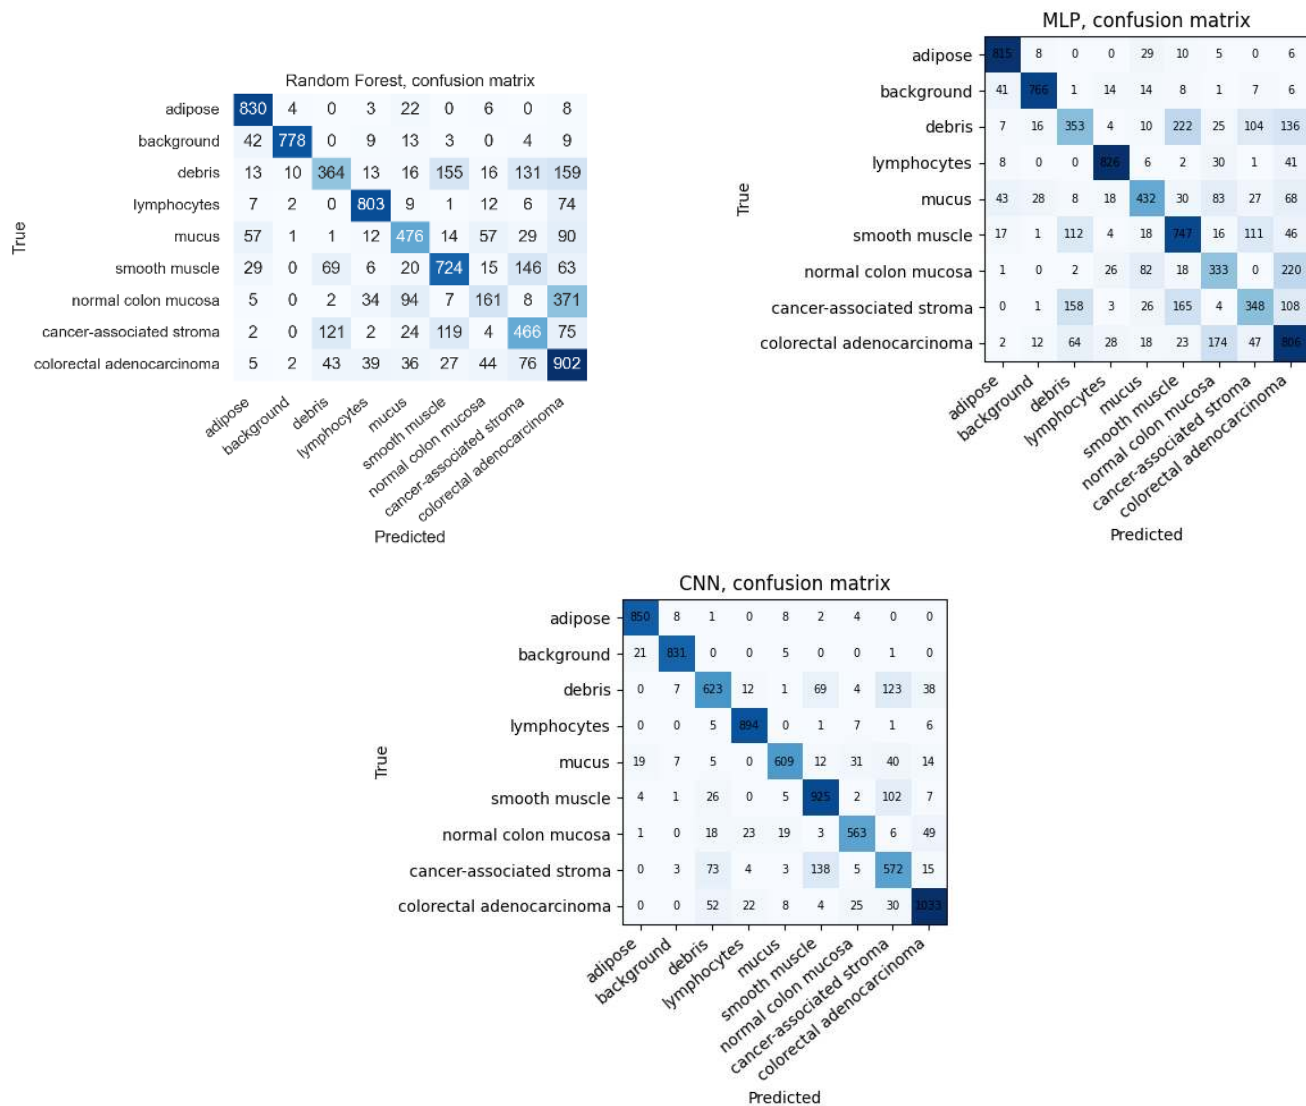 Random Forest, confusion matrix
True
adipose 830 4 0 3 22 0 6 0 8
background 42 778 0 9 13 3 0 4 9
debris 13 10 364 13 16 155 16 131 159
lymphocytes 7 2 0 803 9 1 12 6 74
mucus 57 1 1 12 476 14 57 29 90
smooth muscle 29 0 69 6 20 724 15 146 63
normal colon mucosa 5 0 2 34 94 7 161 8 371
cancer-associated stroma 2 0 121 2 24 119 4 466 75
colorectal adenocarcinoma 5 2 43 39 36 27 44 76 902
adipose
background
debris
lymphocytes
mucus
smooth muscle
normal colon mucosa
cancer-associated stroma
colorectal adenocarcinoma
Predicted
MLP, confusion matrix
True
adipose 815 8 0 0 29 10 5 0 6
background 41 766 1 14 14 8 1 7 6
debris 7 16 353 4 10 222 25 104 136
lymphocytes 8 0 0 826 6 2 30 1 41
mucus 43 28 8 18 432 30 83 27 68
smooth muscle 17 1 112 4 18 747 16 111 46
normal colon mucosa 1 0 2 26 82 18 333 0 220
cancer-associated stroma 0 1 158 3 26 165 4 348 108
colorectal adenocarcinoma 2 12 64 28 18 23 174 47 806
adipose
background
debris
lymphocytes
mucus
smooth muscle
normal colon mucosa
cancer-associated stroma
colorectal adenocarcinoma
Predicted
CNN, confusion matrix
True
adipose 850 8 1 0 8 2 4 0 0
background 21 831 0 0 5 0 0 1 0
debris 0 7 623 12 1 69 4 123 38
lymphocytes 0 0 5 894 0 1 7 1 6
mucus 19 7 5 0 609 12 31 40 14
smooth muscle 4 1 26 0 5 925 2 102 7
normal colon mucosa 1 0 18 23 19 3 563 6 49
cancer-associated stroma 0 3 73 4 3 138 5 572 15
colorectal adenocarcinoma 0 0 52 22 8 4 25 30 1033
adipose
background
debris
lymphocytes
mucus
smooth muscle
normal colon mucosa
cancer-associated stroma
colorectal adenocarcinoma
Predicted